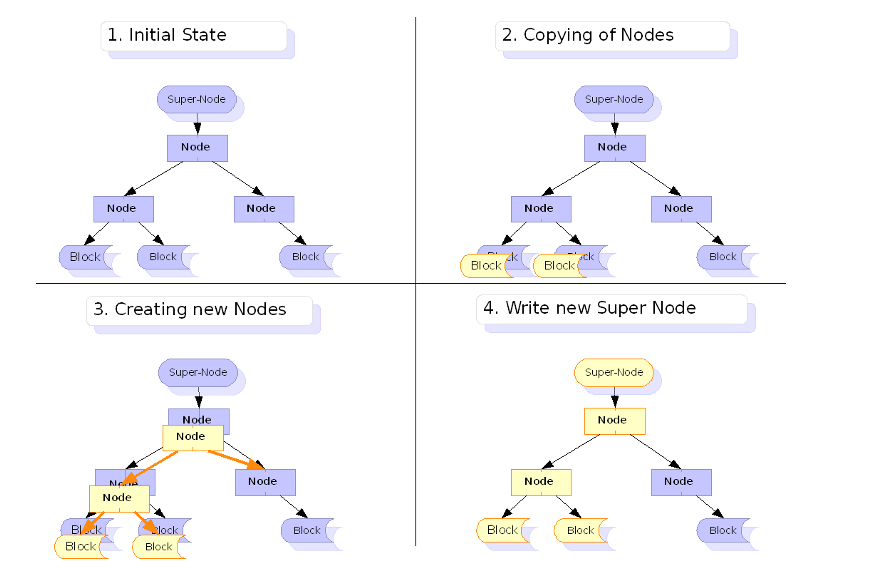 1. Initial State
Super-Node
Node
Node
Node
Block
Block
Block
2. Copying of Nodes
Super-Node
Node
Node
Node
Block
Block
Block
Block
Block
3. Creating new Nodes
Super-Node
Node
Node
Node
Node
Node
Block
Block
Block
Block
Block
4. Write new Super Node
Super-Node
Node
Node
Node
Block
Block
Block